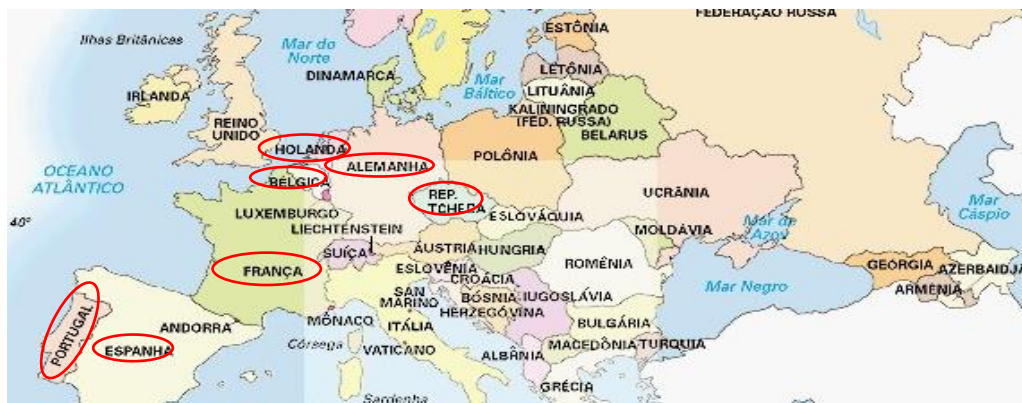 FEDERAÇÃO RUSSA
Ilhas Britânicas
Mar do
Norte
ESTÔNIA
DINAMARCA
LETÔNIA
Mar
Báltico
LITUÂNIA
IRLANDA
KALININGRADO
(FED. RUSSA)
REINO
UNIDO
BELARUS
HOLANDA
POLÔNIA
ALEMANHA
OCEANO
ATLÂNTICO
BÉLGICA
UCRÂNIA
REP.
TCHECA
Mar
Cáspio
LUXEMBURGO
ESLOVÁQUIA
40°
Mar de
Azov
LIECHTENSTEIN
MOLDÁVIA
SUÍÇA
ÁUSTRIA
HUNGRIA
FRANÇA
ESLOVÊNIA
ROMÊNIA
GEÓRGIA
AZERBAIDJÃ
CROÁCIA
ARMÊNIA
SAN
MARINO
BÓSNIA
HERZEGÓVINA
IUGOSLÁVIA
Mar Negro
MÔNACO
PORTUGAL
ANDORRA
ITÁLIA
BULGÁRIA
ESPANHA
Córsega
VATICANO
MACEDÔNIA
TURQUIA
ALBÂNIA
GRÉCIA
Sardenha